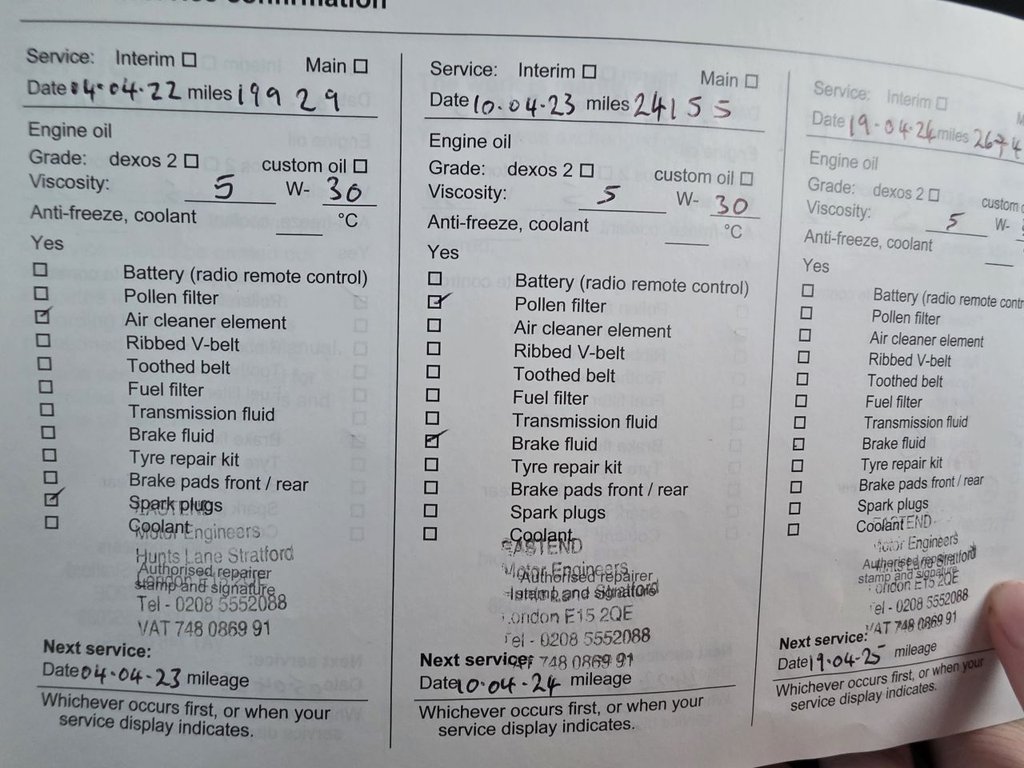 Service: Interim ☐ Main ☐
Date 04.04.22 miles 19929
Engine oil
Grade: dexos 2 ☐ custom oil ☐
Viscosity: 5 W- 30
Anti-freeze, coolant °C
Yes
☐ Battery (radio remote control)
☐ Pollen filter
☑ Air cleaner element
☐ Ribbed V-belt
☐ Toothed belt
☐ Fuel filter
☐ Transmission fluid
☐ Brake fluid
☐ Tyre repair kit
☐ Brake pads front / rear
☑ Spark plugs
☐ Coolant
Motor Engineers
Hunts Lane Stratford
Authorised repairer
stamp and signature
Tel - 0208 5552088
VAT 748 0869 91
Next service:
Date 04.04.23 mileage
Whichever occurs first, or when your
service display indicates.
Service: Interim ☐ Main ☐
Date 10.04.23 miles 24155
Engine oil
Grade: dexos 2 ☐ custom oil ☐
Viscosity: 5 W- 30
Anti-freeze, coolant °C
Yes
☐ Battery (radio remote control)
☑ Pollen filter
☐ Air cleaner element
☐ Ribbed V-belt
☐ Toothed belt
☐ Fuel filter
☐ Transmission fluid
☑ Brake fluid
☐ Tyre repair kit
☐ Brake pads front / rear
☐ Spark plugs
☐ Coolant
EASTEND
Motor Engineers
Authorised repairer
stamp and signature
Stratford
London E15 2QE
Tel - 0208 5552088
748 0869 91
Next service:
Date 10.04.24 mileage
Whichever occurs first, or when your
service display indicates.
Service: Interim ☐
Date 19.04.24 miles
Engine oil
Grade: dexos 2 ☐ custom
Viscosity: 5 W-
Anti-freeze, coolant
Yes
☐ Battery (radio remote
☐ Pollen filter
☐ Air cleaner element
☐ Ribbed V-belt
☐ Toothed belt
☐ Fuel filter
☐ Transmission fluid
☐ Brake fluid
☐ Tyre repair kit
☐ Brake pads front / rear
☐ Spark plugs
☐ Coolant
Motor Engineers
Authorised repairer
stamp and signature
Stratford
London E15 2QE
Tel - 0208 5552088
VAT 748 0869 91
Next service:
Date 19.04-25 mileage
Whichever occurs first, or when your
service display indicates.